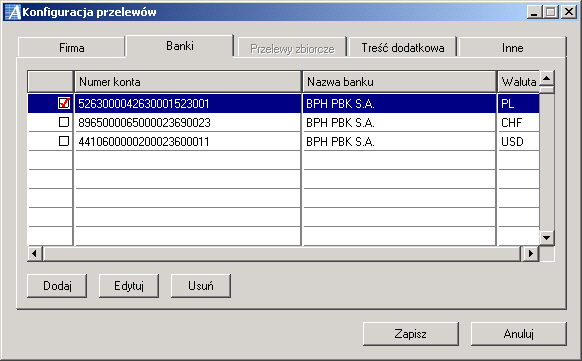 Konfiguracja przelewów
Firma Banki Przelewy zbiorcze Treść dodatkowa Inne
Numer konta Nazwa banku Waluta
5263000042630001523001 BPH PBK S.A. PL
8965000065000023690023 BPH PBK S.A. CHF
4410600000200023600011 BPH PBK S.A. USD
Dodaj Edytuj Usuń
Zapisz Anuluj